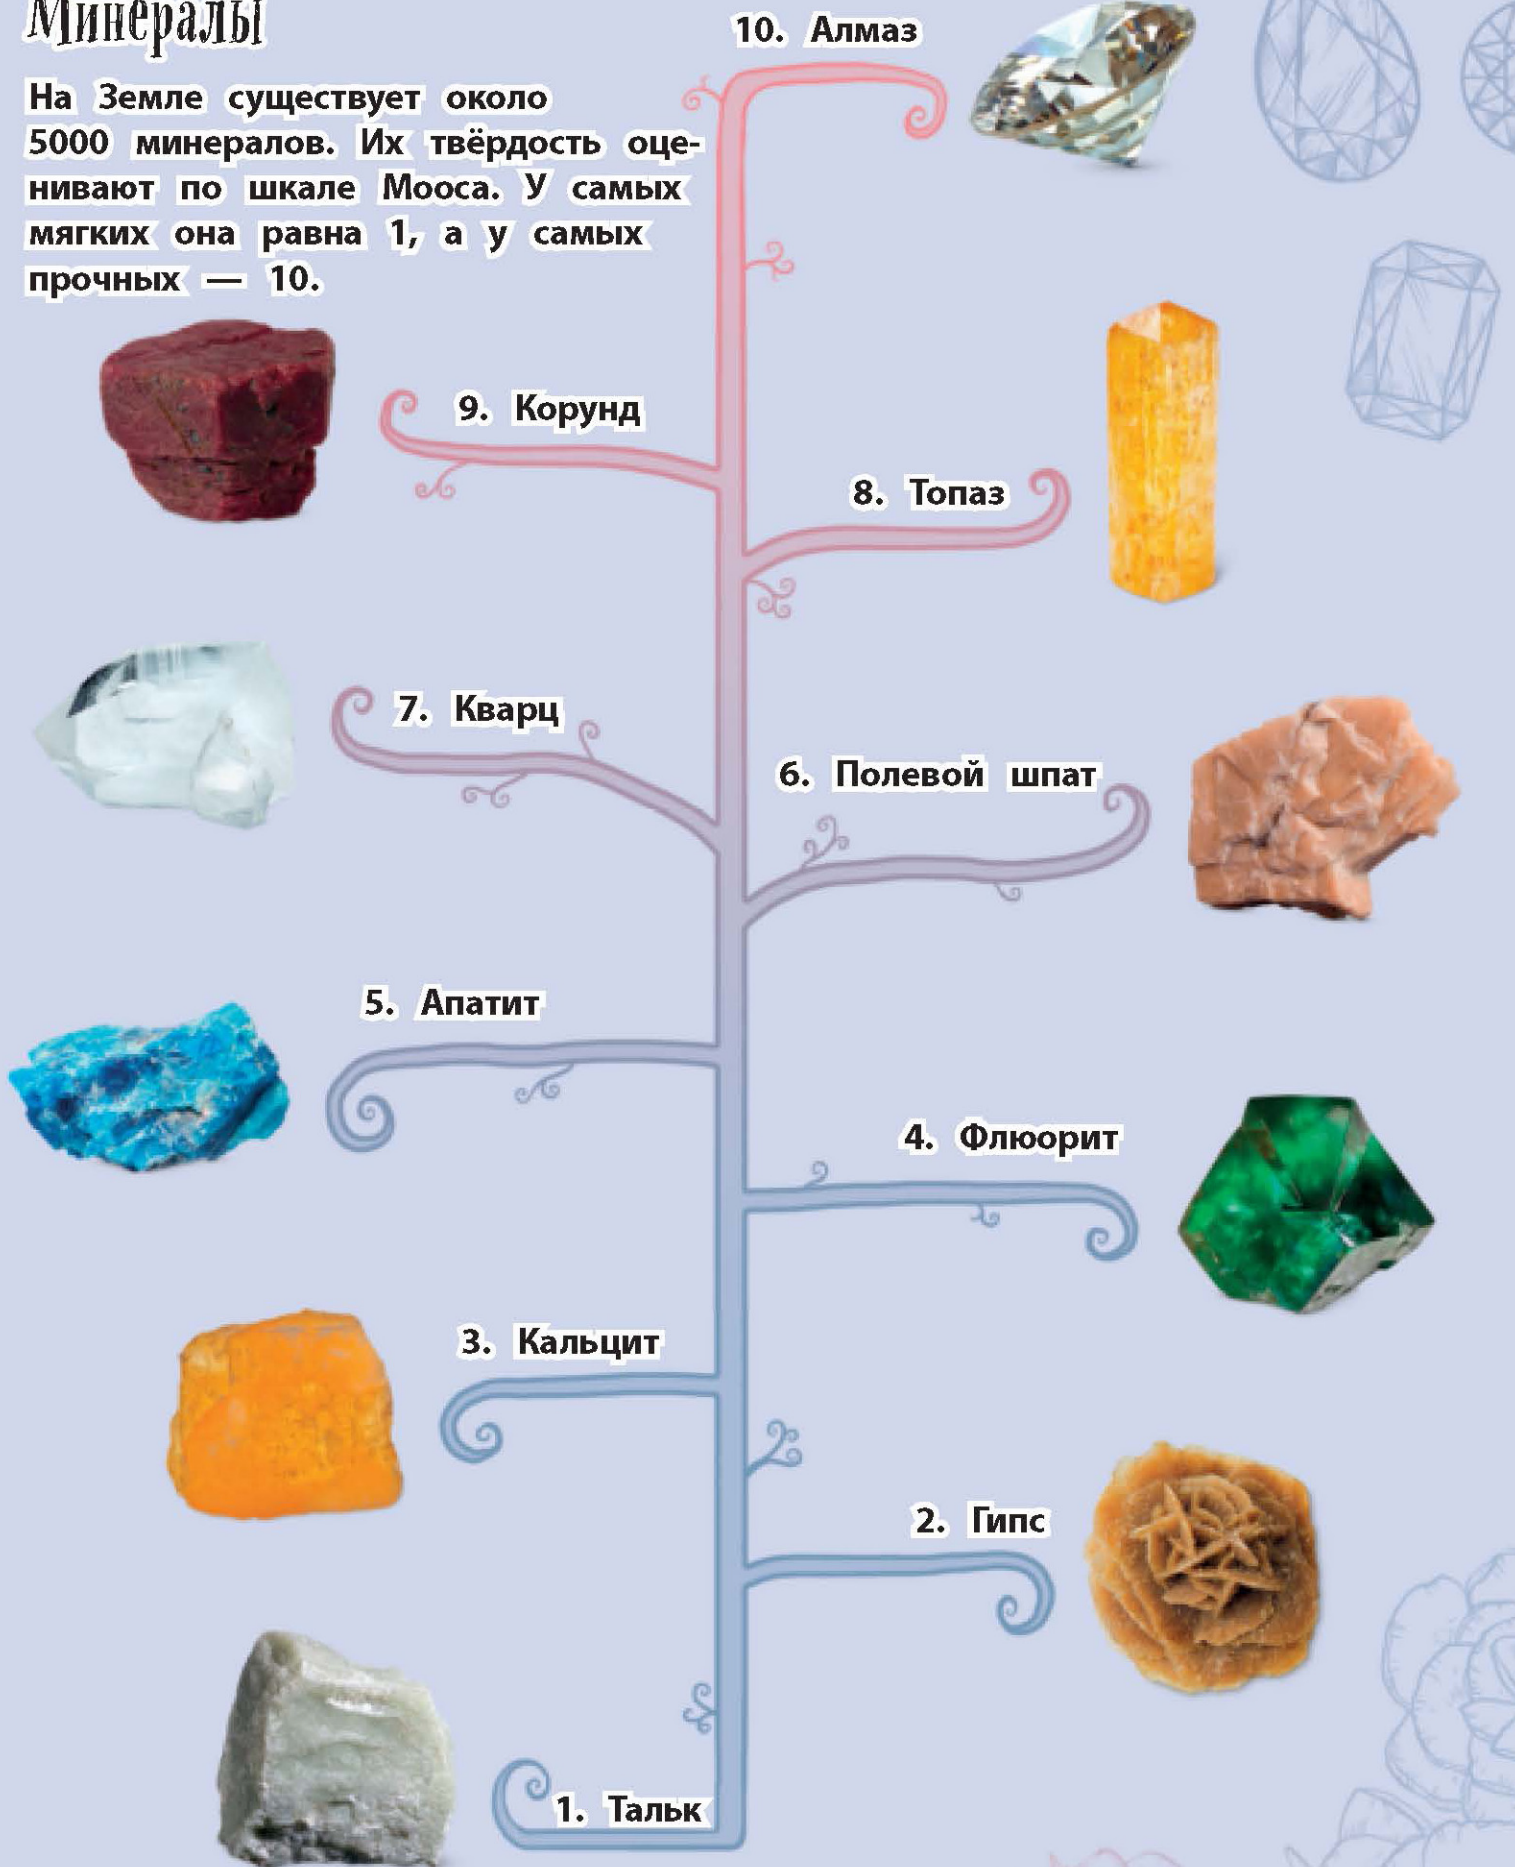 Минералы
На Земле существует около
5000 минералов. Их твёрдость оце-
нивают по шкале Мооса. У самых
мягких она равна 1, а у самых
прочных — 10.
10. Алмаз
9. Корунд
8. Топаз
7. Кварц
6. Полевой шпат
5. Апатит
4. Флюорит
3. Кальцит
2. Гипс
1. Тальк